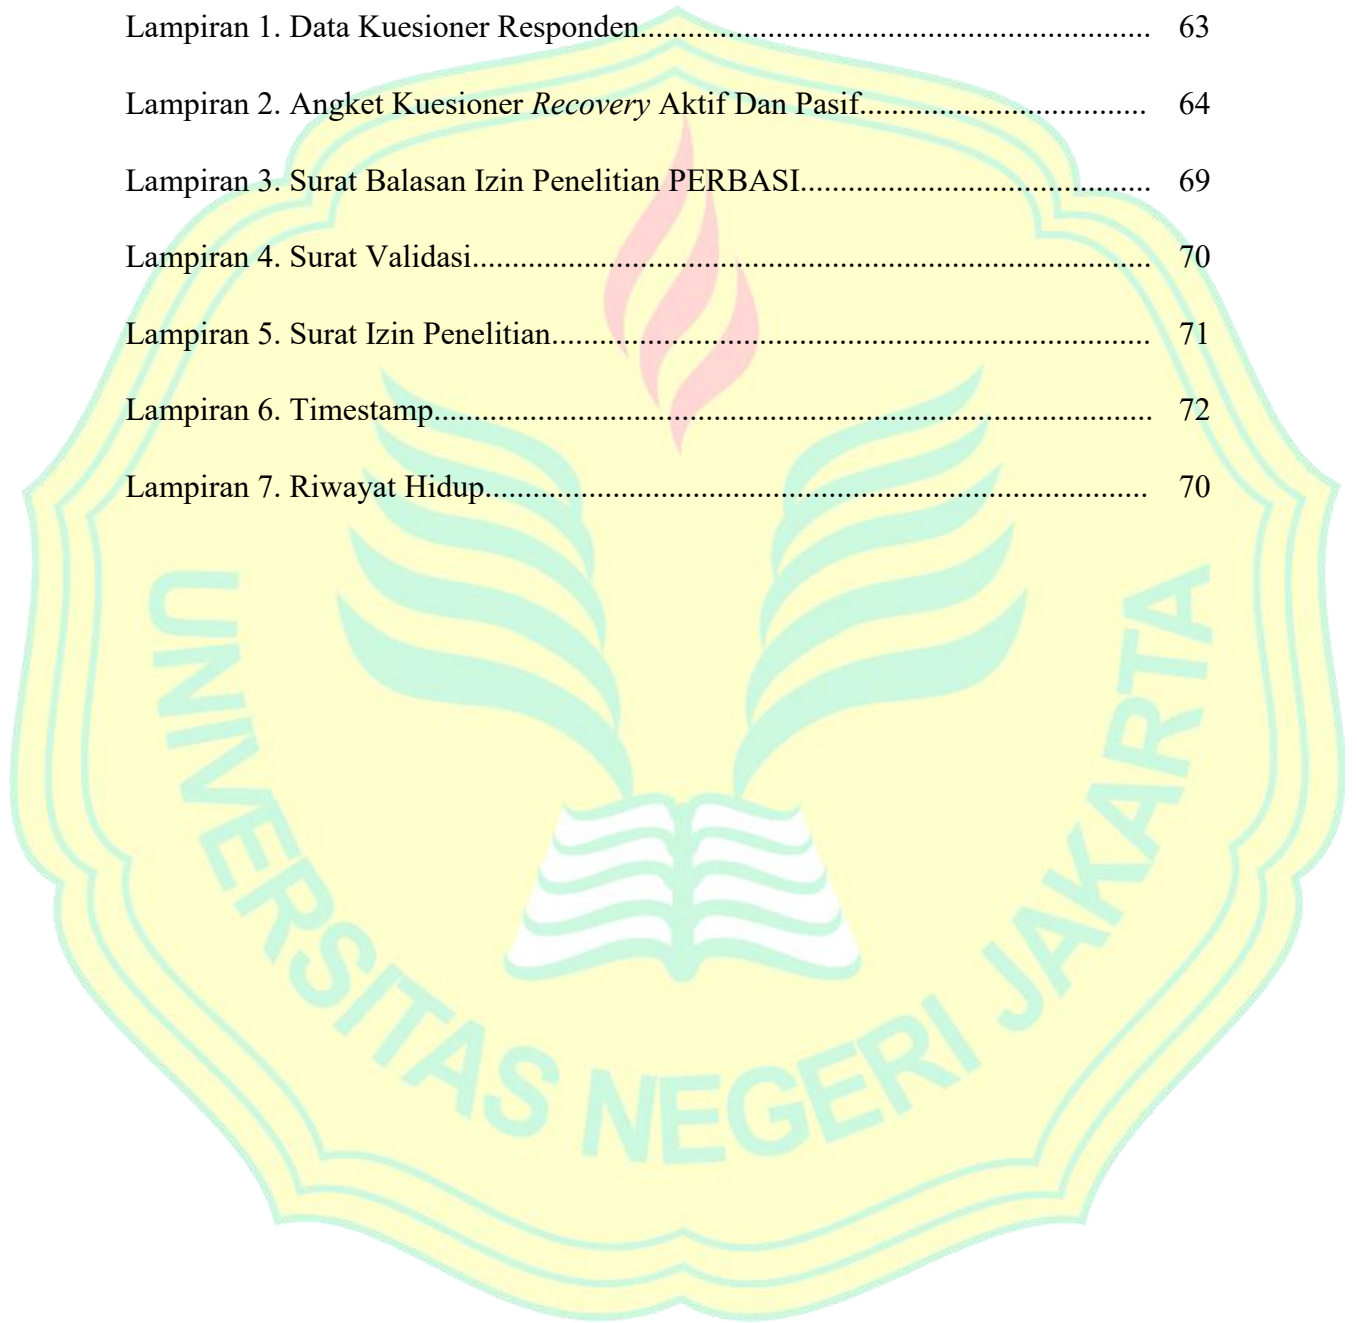 Lampiran 1. Data Kuesioner Responden................................................................ 63
Lampiran 2. Angket Kuesioner Recovery Aktif Dan Pasif.................................... 64
Lampiran 3. Surat Balasan Izin Penelitian PERBASI............................................ 69
Lampiran 4. Surat Validasi..................................................................................... 70
Lampiran 5. Surat Izin Penelitian........................................................................... 71
Lampiran 6. Timestamp.......................................................................................... 72
Lampiran 7. Riwayat Hidup................................................................................... 70
UNIVERSITAS NEGERI JAKARTA